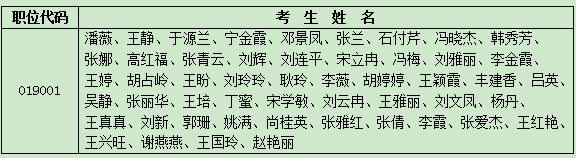 职位代码 考 生 姓 名
019001
潘薇、王静、于源兰、宁金霞、邓景凤、张兰、石付芹、冯晓杰、韩秀芳、
张娜、高红福、张青云、刘辉、刘连平、宋立冉、冯梅、刘雅丽、李金霞、
王婷、胡占岭、王盼、刘玲玲、耿玲、李薇、胡婷婷、王颖霞、丰建香、吕英、
吴静、张丽华、王培、丁蜜、宋学敏、刘云冉、王雅丽、刘文凤、杨丹、
王真真、刘新、郭珊、姚满、尚桂英、张雅红、张倩、李霞、张爱杰、王红艳、
王兴旺、谢燕燕、王国玲、赵艳丽